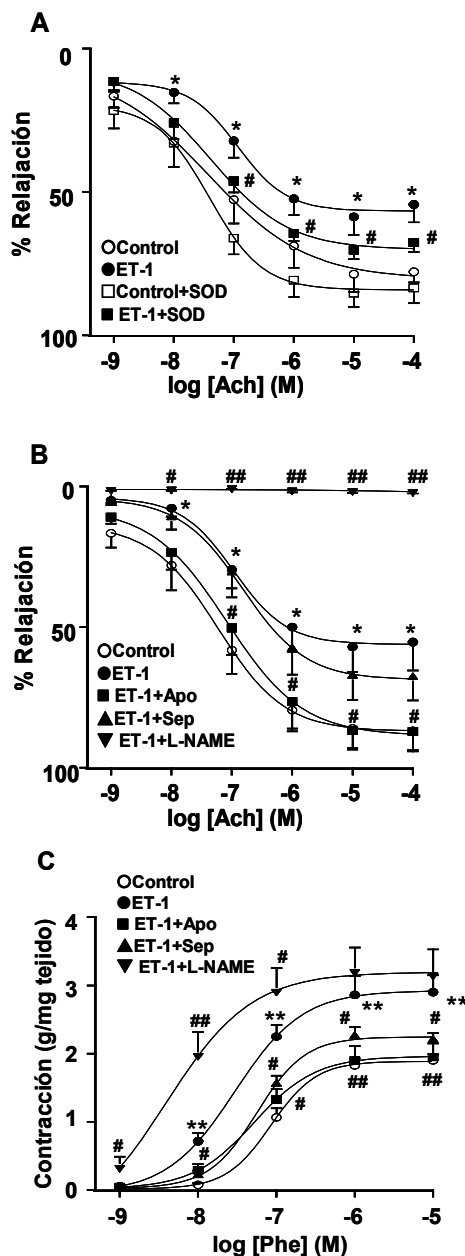 A
0
50
100
% Relajación
* * * * * *
# # # #
Control
ET-1
Control+SOD
ET-1+SOD
-9 -8 -7 -6 -5 -4
log [Ach] (M)
B
# ## ## ## ##
0
50
100
% Relajación
* * * * *
# # # #
Control
ET-1
ET-1+Apo
ET-1+Sep
ET-1+L-NAME
-9 -8 -7 -6 -5 -4
log [Ach] (M)
C
Control
ET-1
ET-1+Apo
ET-1+Sep
ET-1+L-NAME
4
3
2
1
0
Contracción (g/mg tejido)
# ## #
** ** ** **
# # # #
# ## ##
-9 -8 -7 -6 -5
log [Phe] (M)